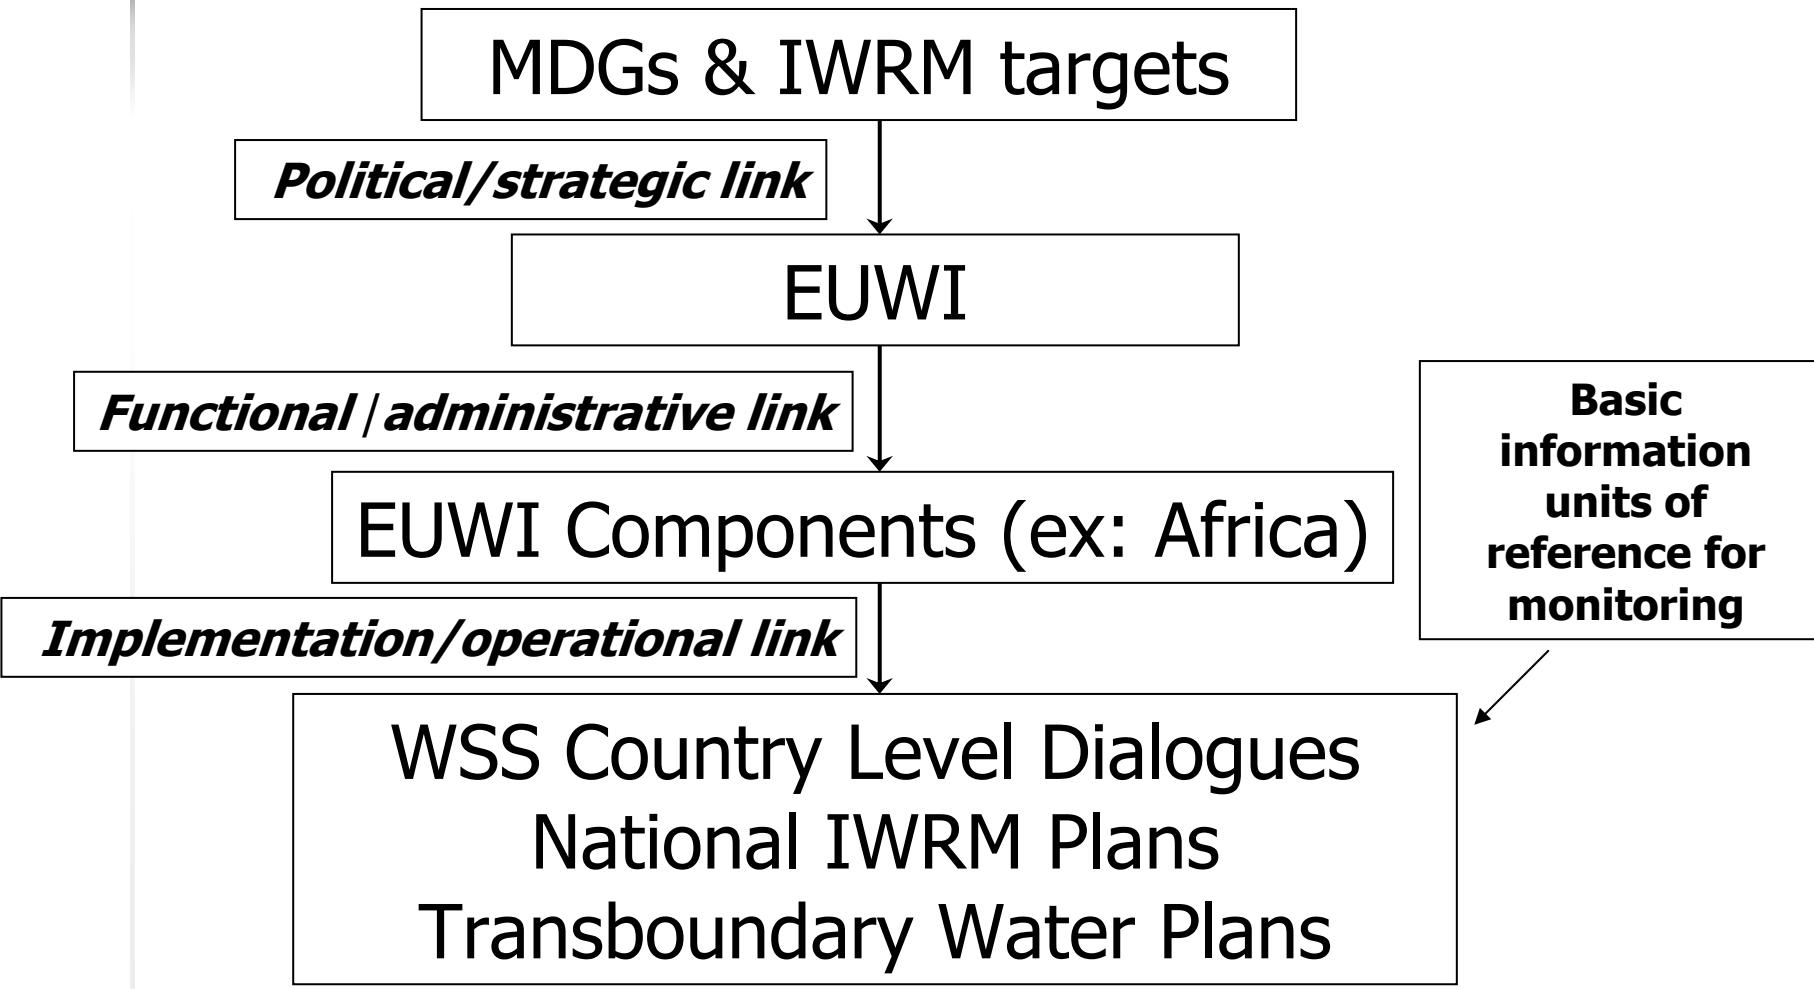 MDGs & IWRM targets
Political/strategic link
EUWI
Functional/administrative link
EUWI Components (ex: Africa)
Implementation/operational link
Basic
information
units of
reference for
monitoring
WSS Country Level Dialogues
National IWRM Plans
Transboundary Water Plans